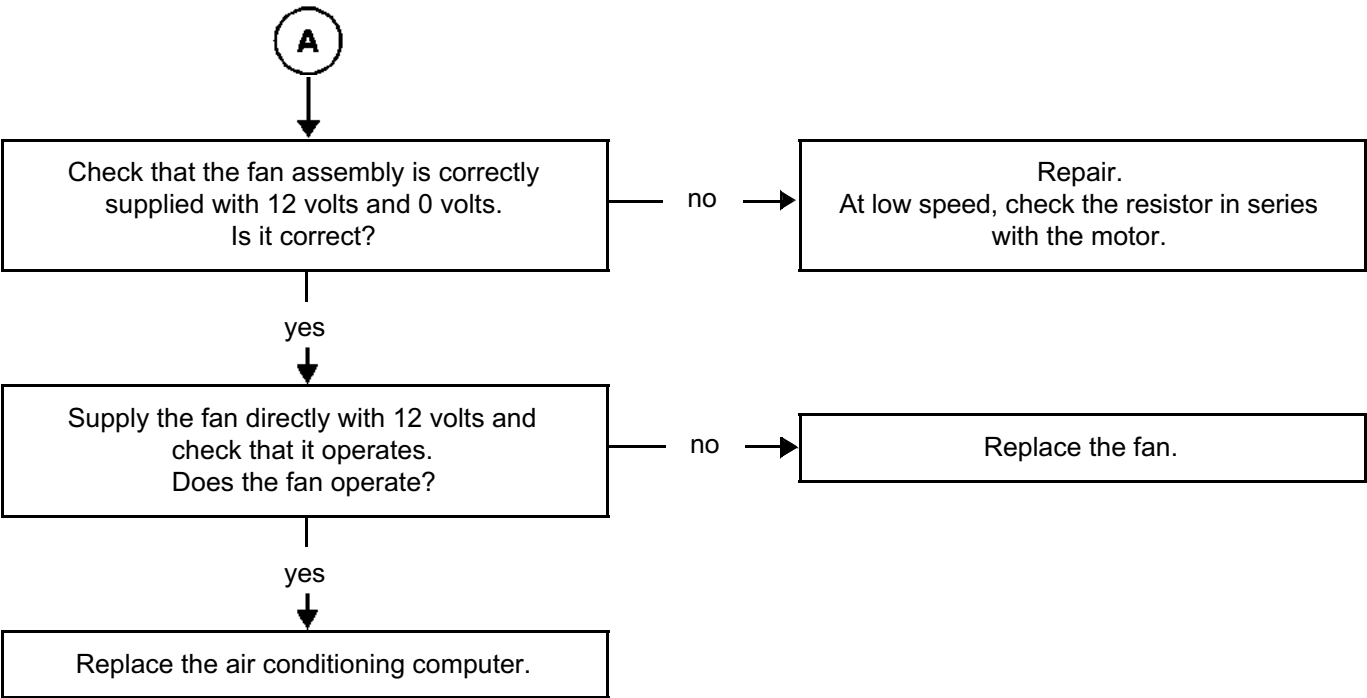 A
Check that the fan assembly is correctly
supplied with 12 volts and 0 volts.
Is it correct?
no
Repair.
At low speed, check the resistor in series
with the motor.
yes
Supply the fan directly with 12 volts and
check that it operates.
Does the fan operate?
no
Replace the fan.
yes
Replace the air conditioning computer.